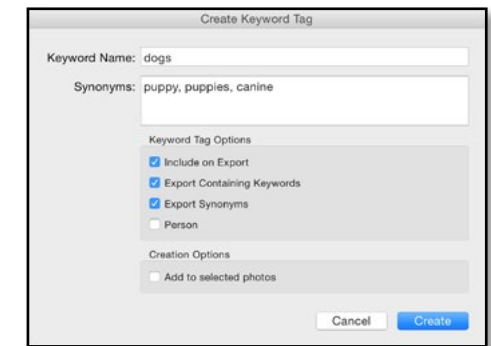 Create Keyword Tag
Keyword Name: dogs
Synonyms: puppy, puppies, canine
Keyword Tag Options
Include on Export
Export Containing Keywords
Export Synonyms
Person
Creation Options
Add to selected photos
Cancel Create